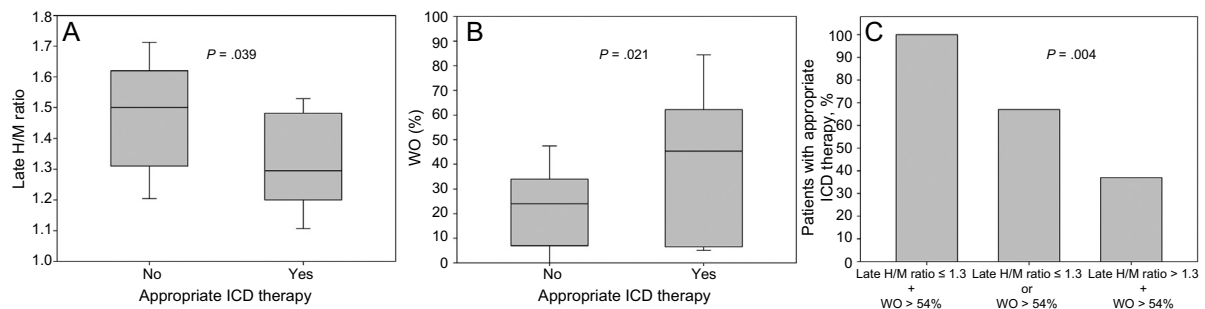 A
P = .039
Late H/M ratio
1.8
1.7
1.6
1.5
1.4
1.3
1.2
1.1
1.0
No
Yes
Appropriate ICD therapy
B
P = .021
WO (%)
100
90
80
70
60
50
40
30
20
10
0
No
Yes
Appropriate ICD therapy
C
P = .004
Patients with appropriate
ICD therapy, %
100
90
80
70
60
50
40
30
20
10
0
Late H/M ratio ≤ 1.3
+
WO > 54%
Late H/M ratio ≤ 1.3
or
WO > 54%
Late H/M ratio > 1.3
+
WO > 54%